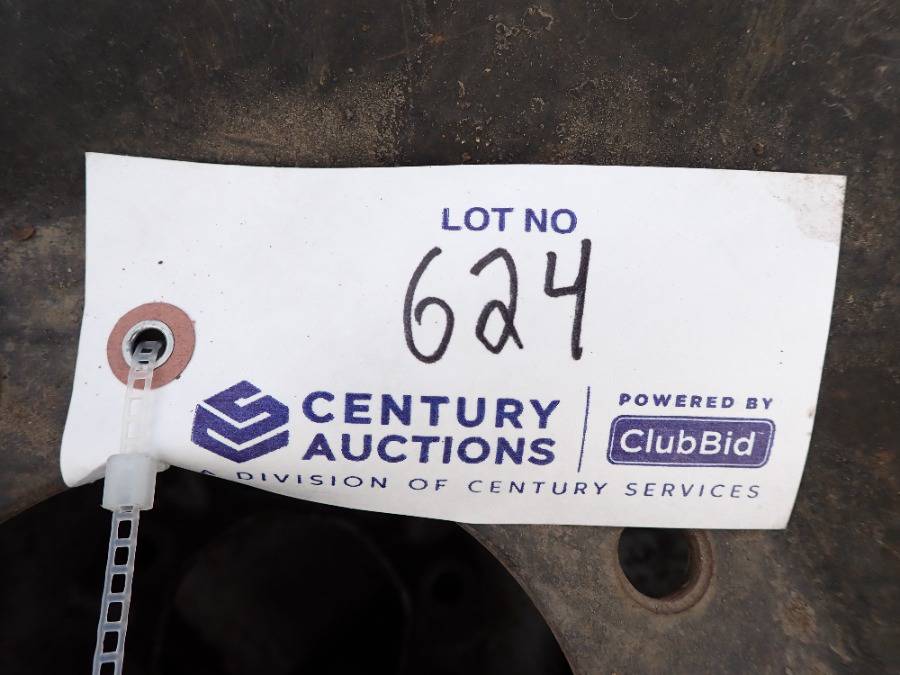 LOT NO
624
CENTURY
AUCTIONS
A DIVISION OF CENTURY SERVICES
POWERED BY
ClubBid